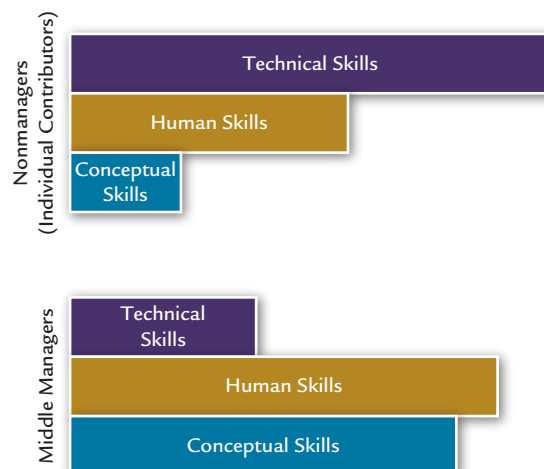 Nonmanagers
(Individual Contributors)
Technical Skills
Human Skills
Conceptual
Skills
Middle Managers
Technical
Skills
Human Skills
Conceptual Skills